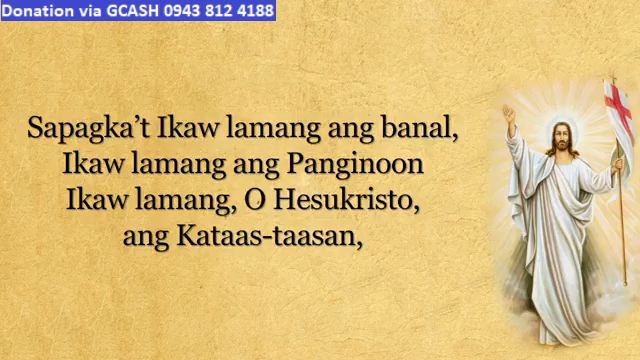 Donation via GCASH 0943 812 4188
Sapagka’t Ikaw lamang ang banal,
Ikaw lamang ang Panginoon
Ikaw lamang, O Hesukristo,
ang Kataas-taasan,